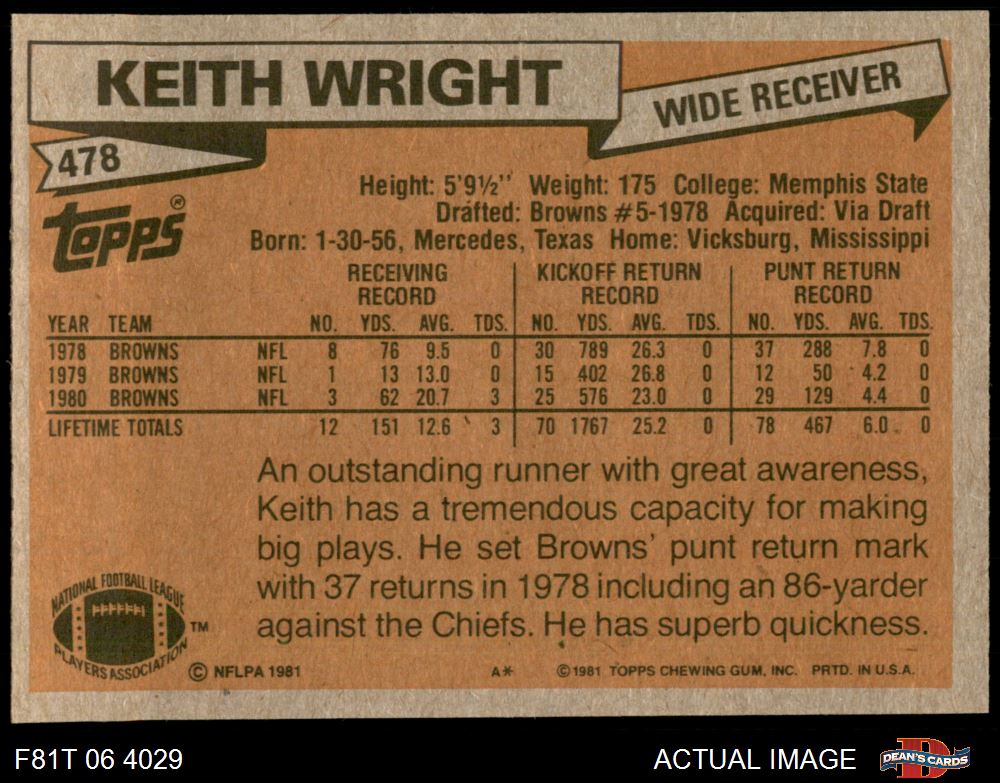 KEITH WRIGHT
WIDE RECEIVER
478
TOPPS®
Height: 5'9½'' Weight: 175 College: Memphis State
Drafted: Browns #5-1978 Acquired: Via Draft
Born: 1-30-56, Mercedes, Texas Home: Vicksburg, Mississippi
RECEIVING RECORD KICKOFF RETURN RECORD PUNT RETURN RECORD
YEAR TEAM NO. YDS. AVG. TDS. NO. YDS. AVG. TDS. NO. YDS. AVG. TDS.
1978 BROWNS NFL 8 76 9.5 0 30 789 26.3 0 37 288 7.8 0
1979 BROWNS NFL 1 13 13.0 0 15 402 26.8 0 12 50 4.2 0
1980 BROWNS NFL 3 62 20.7 3 25 576 23.0 0 29 129 4.4 0
LIFETIME TOTALS 12 151 12.6 3 70 1767 25.2 0 78 467 6.0 0
An outstanding runner with great awareness,
Keith has a tremendous capacity for making
big plays. He set Browns' punt return mark
with 37 returns in 1978 including an 86-yarder
against the Chiefs. He has superb quickness.
NATIONAL FOOTBALL LEAGUE
PLAYERS ASSOCIATION
TM
© NFLPA 1981 A* ©1981 TOPPS CHEWING GUM, INC. PRTD. IN U.S.A.
F81T 06 4029 ACTUAL IMAGE D DEAN'S CARDS